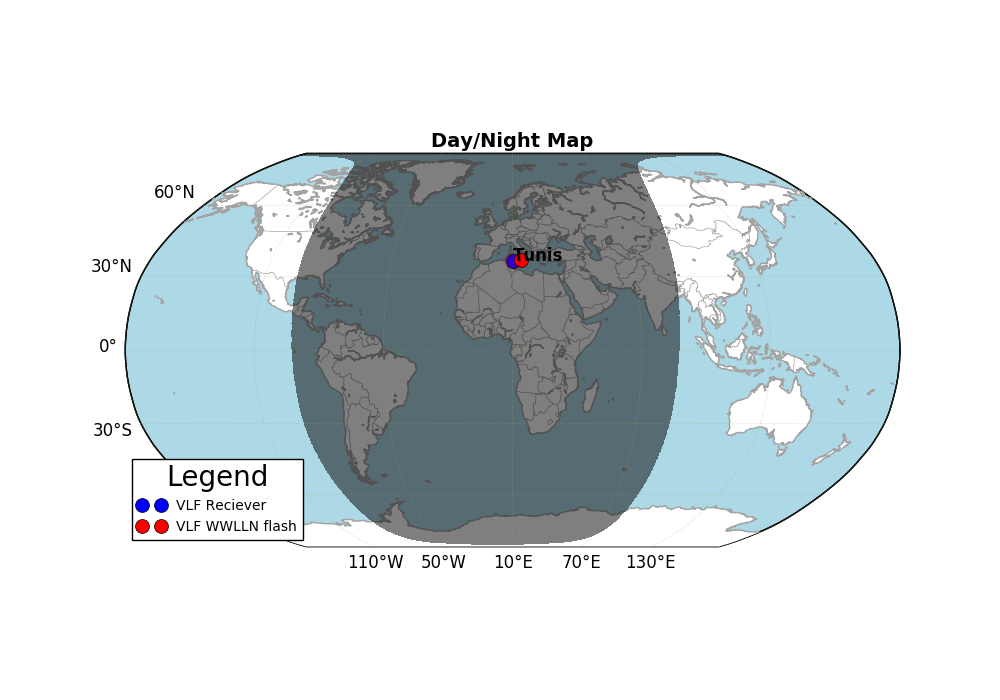 Day/Night Map
60°N
30°N
0°
30°S
Tunis
Legend
VLF Reciever
VLF WWLLN flash
110°W 50°W 10°E 70°E 130°E